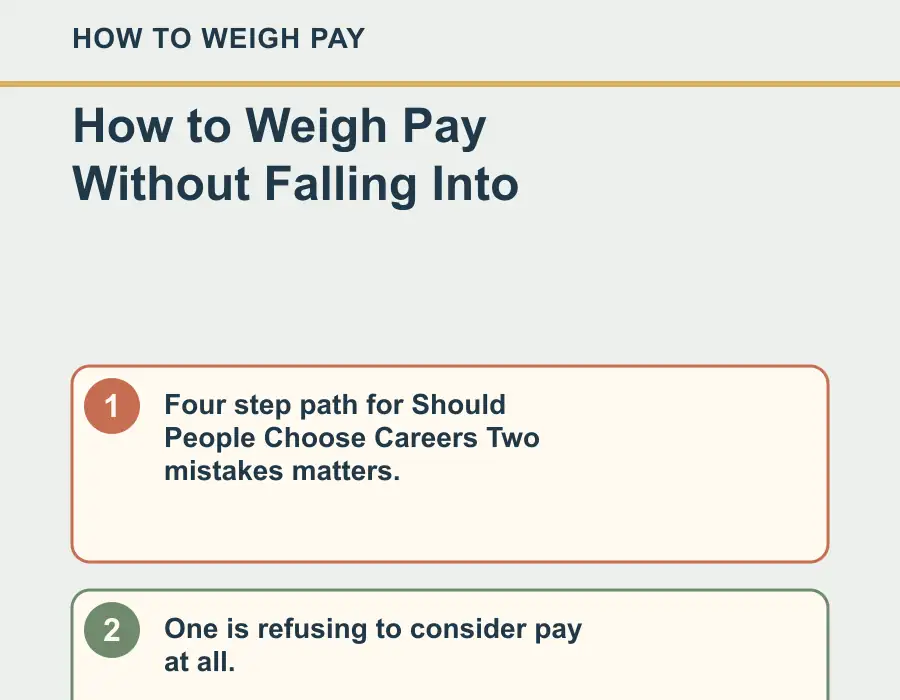 HOW TO WEIGH PAY
How to Weigh Pay
Without Falling Into
1
Four step path for Should
People Choose Careers Two
mistakes matters.
2
One is refusing to consider pay
at all.